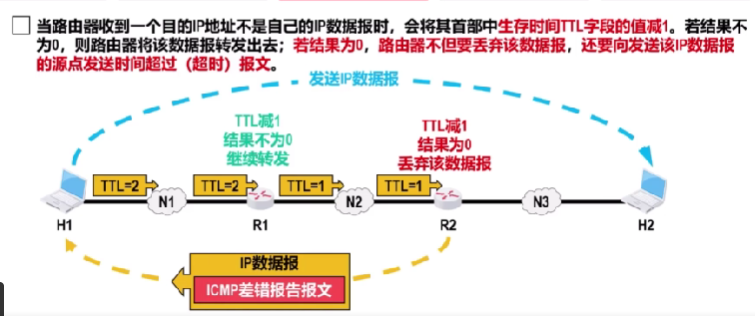 当路由器收到一个目的IP地址不是自己的IP数据报时，会将其首部中生存时间TTL字段的值减1。若结果不
为0，则路由器将该数据报转发出去；若结果为0，路由器不但要丢弃该数据报，还要向发送该IP数据报
的源点发送时间超过（超时）报文。
发送IP数据报
TTL减1
结果不为0
继续转发
TTL减1
结果为0
丢弃该数据报
TTL=2
N1
TTL=2
TTL=1
N2
TTL=1
N3
H1
R1
R2
H2
IP数据报
ICMP差错报告报文